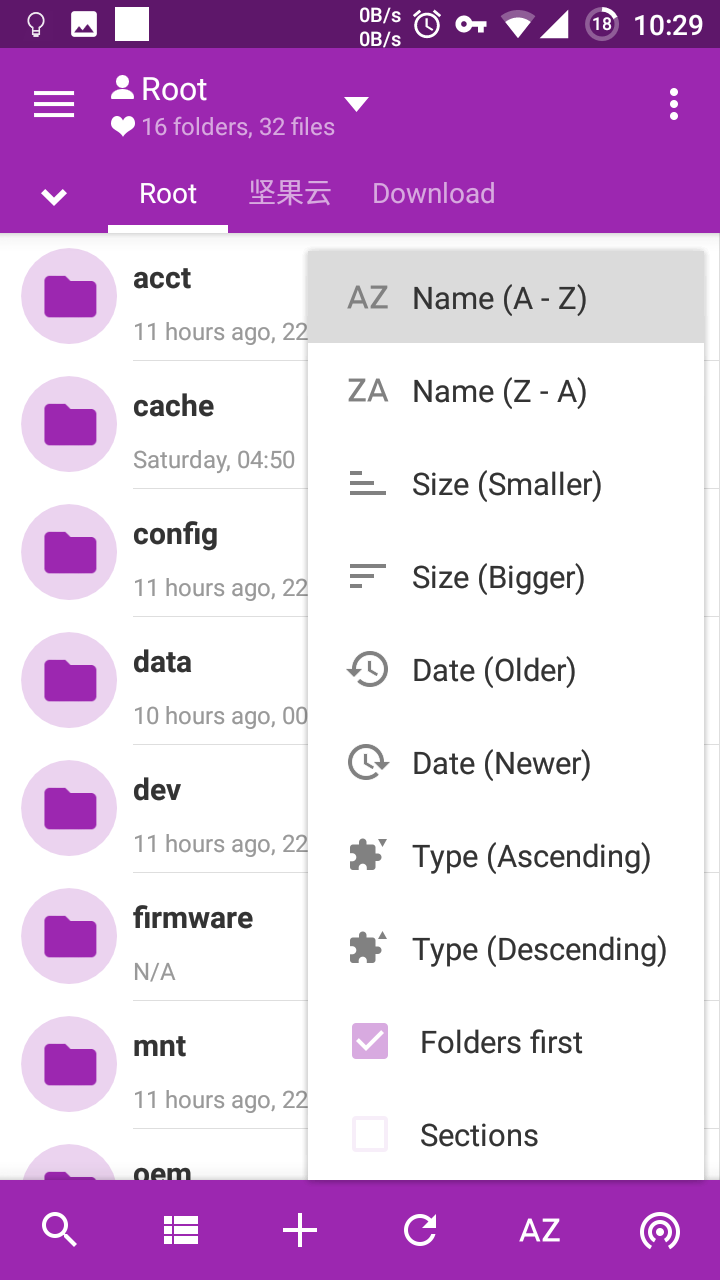 0B/s
0B/s
18
10:29
Root
16 folders, 32 files
Root 坚果云 Download
acct
11 hours ago, 22
cache
Saturday, 04:50
config
11 hours ago, 22
data
10 hours ago, 00
dev
11 hours ago, 22
firmware
N/A
mnt
11 hours ago, 22
oem
AZ Name (A - Z)
ZA Name (Z - A)
Size (Smaller)
Size (Bigger)
Date (Older)
Date (Newer)
Type (Ascending)
Type (Descending)
Folders first
Sections
AZ